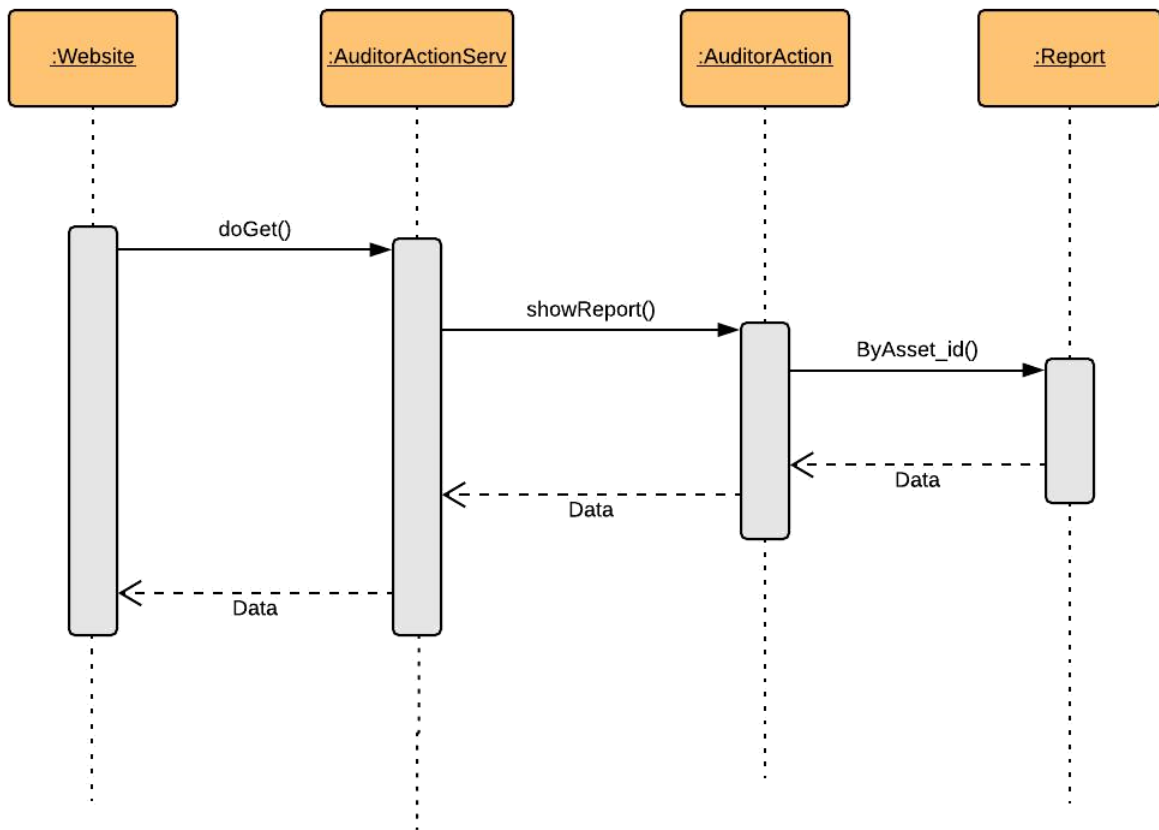 :Website
:AuditorActionServ
:AuditorAction
:Report
doGet()
showReport()
ByAsset_id()
Data
Data
Data